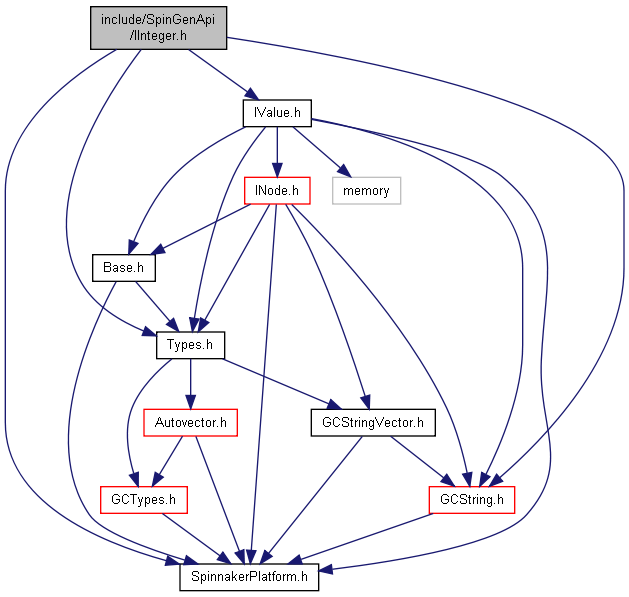 include/SpinGenApi
/IInteger.h
IValue.h
INode.h
memory
Base.h
Types.h
Autovector.h
GCStringVector.h
GCTypes.h
GCString.h
SpinnakerPlatform.h